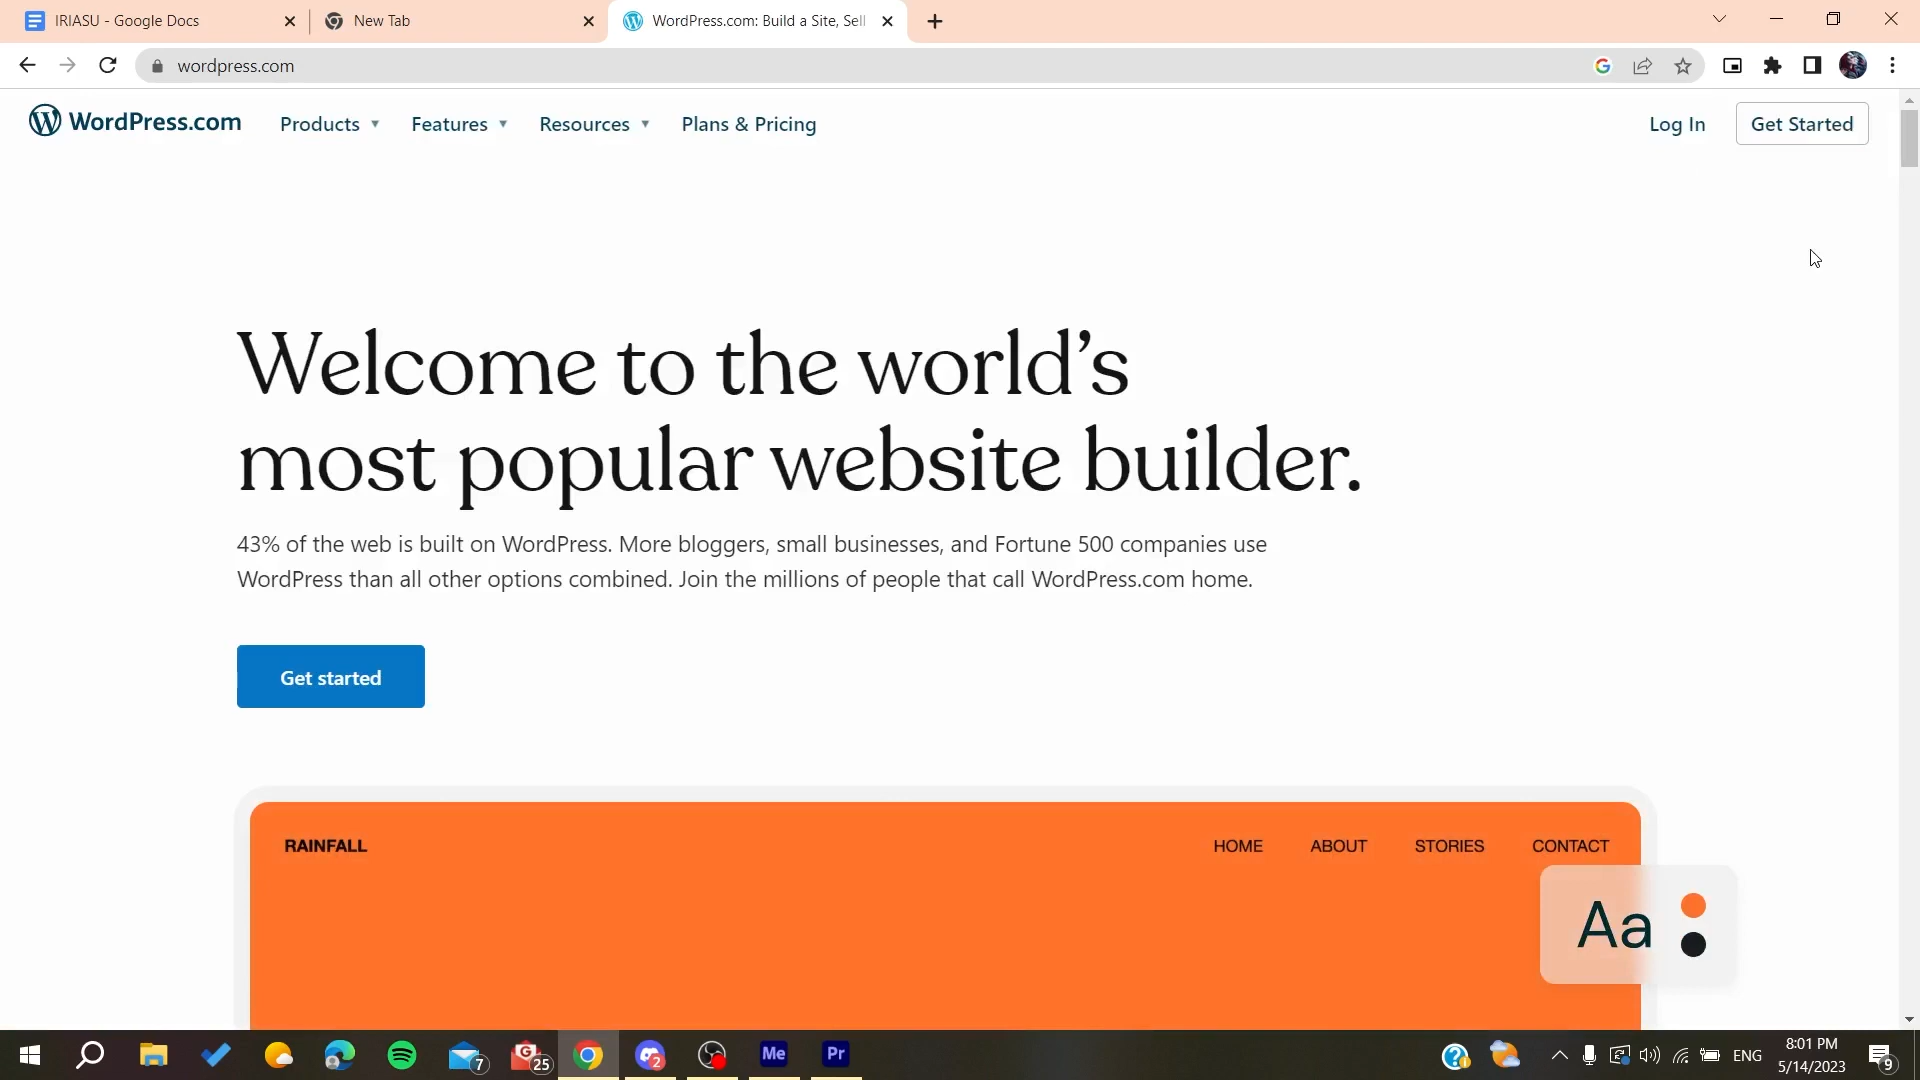 IRIASU - Google Docs
New Tab
WordPress.com: Build a Site, Sell
wordpress.com
WordPress.com
Products
Features
Resources
Plans & Pricing
Log In
Get Started
Welcome to the world’s
most popular website builder.
43% of the web is built on WordPress. More bloggers, small businesses, and Fortune 500 companies use
WordPress than all other options combined. Join the millions of people that call WordPress.com home.
Get started
RAINFALL
HOME
ABOUT
STORIES
CONTACT
Aa
7
25
2
Me
Pr
ENG
8:01 PM
5/14/2023
9